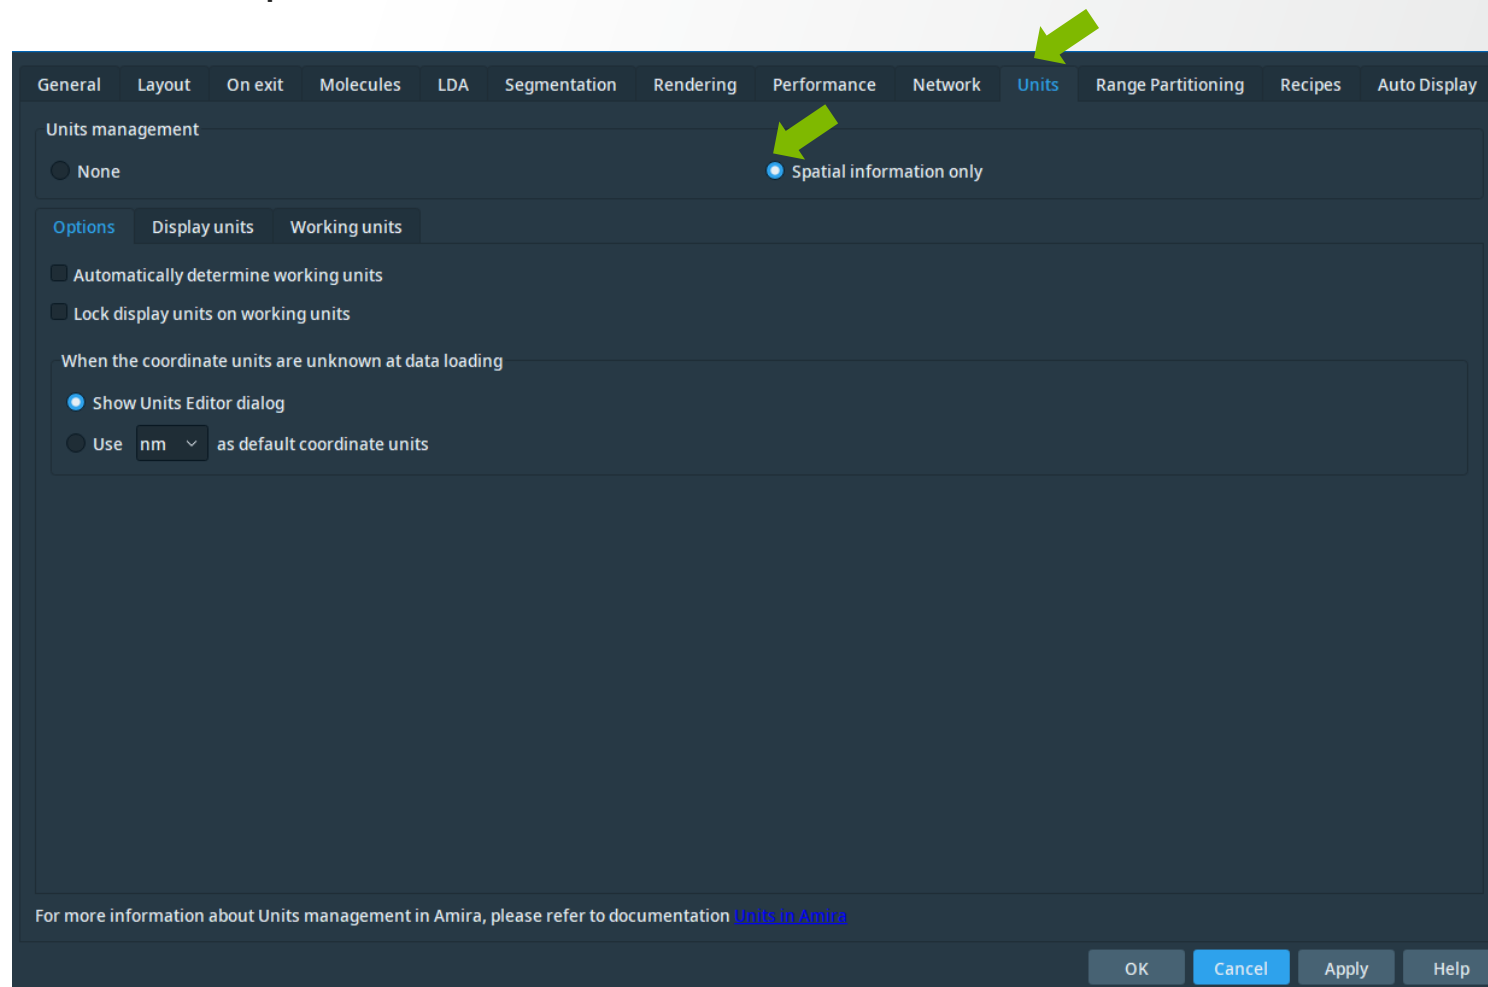 General Layout On exit Molecules LDA Segmentation Rendering Performance Network Units Range Partitioning Recipes Auto Display
Units management
None Spatial information only
Options Display units Working units
Automatically determine working units
Lock display units on working units
When the coordinate units are unknown at data loading
Show Units Editor dialog
Use nm as default coordinate units
For more information about Units management in Amira, please refer to documentation Units in Amira
OK Cancel Apply Help